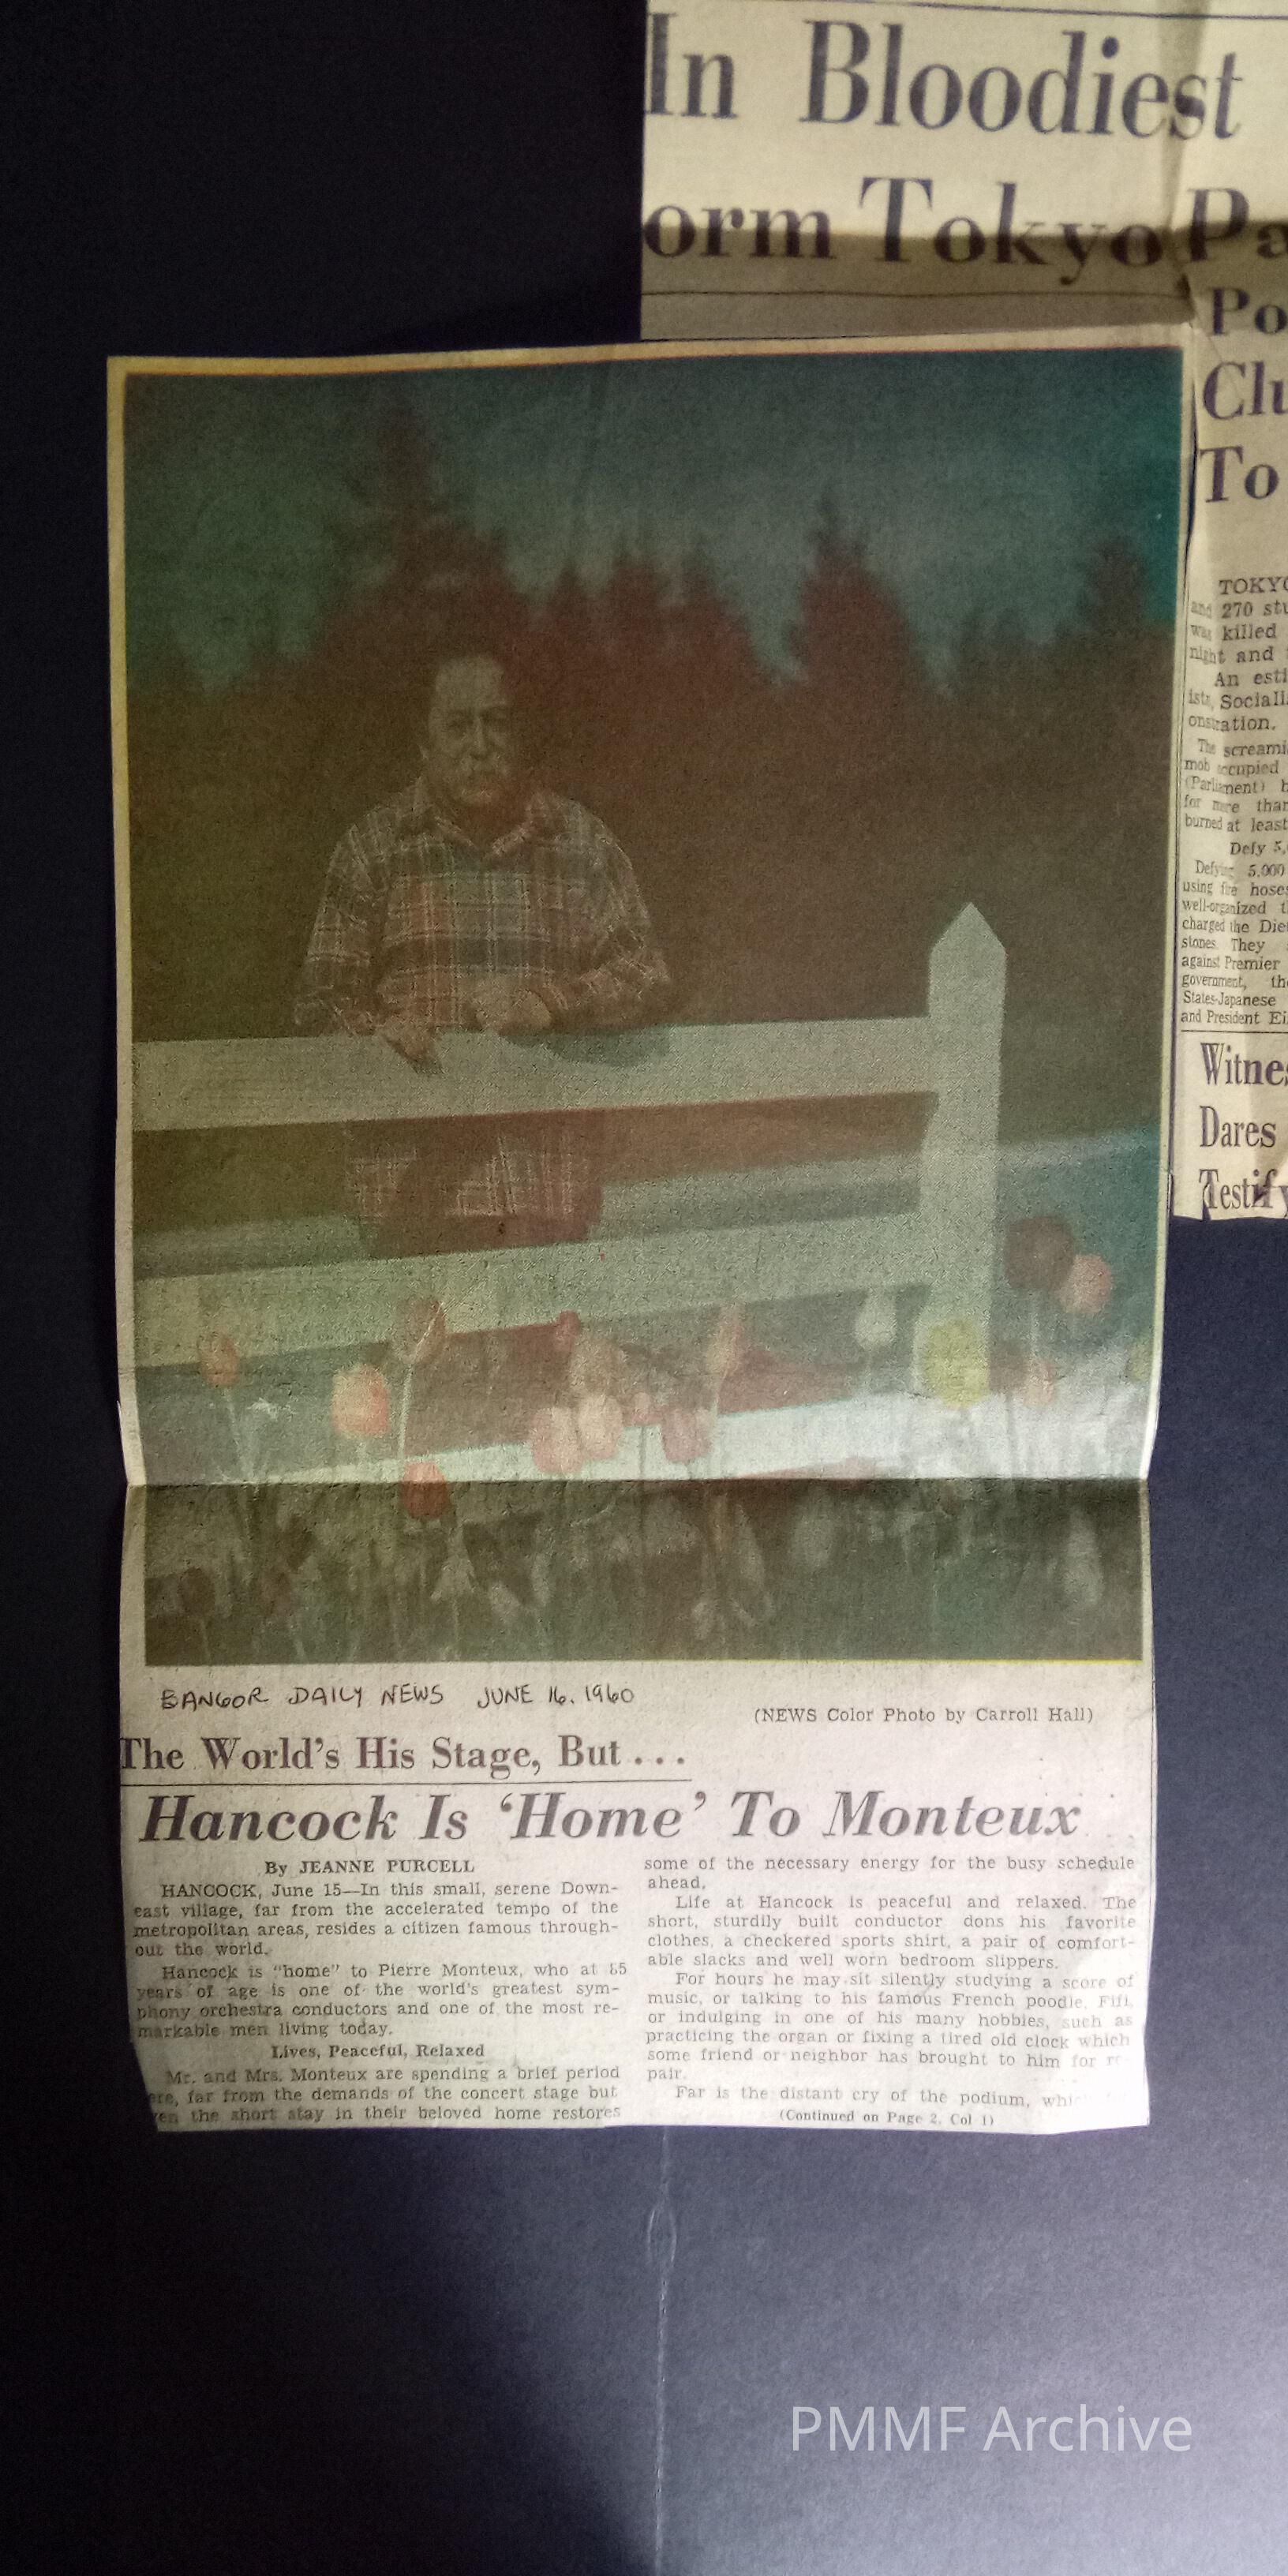 In Bloodiest
orm Tokyo Pa
Po
Clu
To
TOKYO
and 270 stu
was killed
night and
An esti
ists, Sociali
onstration.
The screami
mob occupied
(Parliament) h
for more than
burned at least
Defy 5,
Defying 5,000
using fire hoses
well-organized t
charged the Die
stones. They
against Premier
government, th
States-Japanese
and President Ei
Witnes
Dares
Testify
BANGOR DAILY NEWS JUNE 16, 1960
(NEWS Color Photo by Carroll Hall)
The World's His Stage, But...
Hancock Is 'Home' To Monteux
By JEANNE PURCELL
HANCOCK, June 15—In this small, serene Down-
east village, far from the accelerated tempo of the
metropolitan areas, resides a citizen famous through-
out the world.
Hancock is "home" to Pierre Monteux, who at 85
years of age is one of the world's greatest sym-
phony orchestra conductors and one of the most re-
markable men living today.
Lives, Peaceful, Relaxed
Mr. and Mrs. Monteux are spending a brief period
ere, far from the demands of the concert stage but
ven the short stay in their beloved home restores
some of the necessary energy for the busy schedule
ahead.
Life at Hancock is peaceful and relaxed. The
short, sturdily built conductor dons his favorite
clothes, a checkered sports shirt, a pair of comfort-
able slacks and well worn bedroom slippers.
For hours he may sit silently studying a score of
music, or talking to his famous French poodle, Fifi,
or indulging in one of his many hobbies, such as
practicing the organ or fixing a tired old clock which
some friend or neighbor has brought to him for re-
pair.
Far is the distant cry of the podium, whi
(Continued on Page 2, Col 1)
PMMF Archive